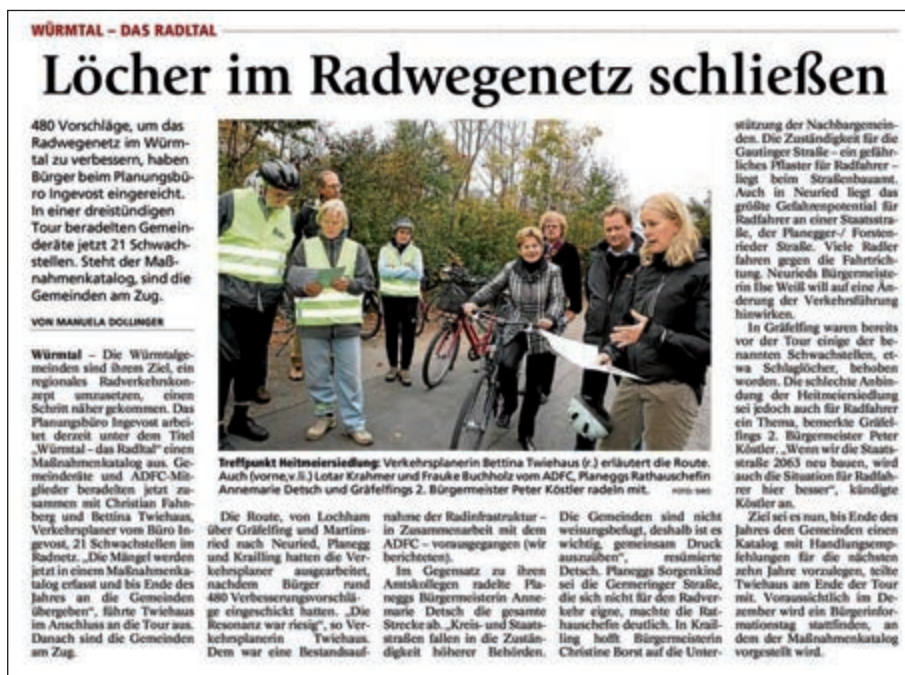 WÜRMTAL – DAS RADLTAL
Löcher im Radwegenetz schließen
480 Vorschläge, um das
Radwegenetz im Würm-
tal zu verbessern, haben
Bürger beim Planungsbü-
ro Ingevost eingereicht.
In einer dreistündigen
Tour beradelten Gemein-
deräte jetzt 21 Schwach-
stellen. Steht der Maß-
nahmenkatalog, sind die
Gemeinden am Zug.
VON MANUELA DOLLINGER
Würmtal – Die Würmtalge-
meinden sind ihrem Ziel, ein
regionales Radverkehrskon-
zept umzusetzen, einen
Schritt näher gekommen. Das
Planungsbüro Ingevost arbei-
tet derzeit unter dem Titel
„Würmtal – das Radltal“ einen
Maßnahmenkatalog aus. Ge-
meinderäte und ADFC-Mit-
glieder beradelten jetzt zu-
sammen mit Christian Fahn-
berg und Bettina Twiehaus,
Verkehrsplaner vom Büro In-
gevost, 21 Schwachstellen im
Radnetz. „Die Mängel werden
jetzt in einem Maßnahmenka-
talog erfasst und bis Ende des
Jahres an die Gemeinden
übergeben“, führte Twiehaus
im Anschluss an die Tour aus.
Danach sind die Gemeinden
am Zug.
Treffpunkt Heitmeiersiedlung: Verkehrsplanerin Bettina Twiehaus (r.) erläutert die Route.
Auch (vorne,v.li.) Lotar Krahmer und Frauke Buchholz vom ADFC, Planeggs Rathauschefin
Annemarie Detsch und Gräfelfings 2. Bürgermeister Peter Köstler radeln mit.
Die Route, von Lochham
über Gräfelfing und Martins-
ried nach Neuried, Planegg
und Krailling hatten die Ver-
kehrsplaner ausgearbeitet,
nachdem Bürger rund
480 Verbesserungsvorschlä-
ge eingeschickt hatten. „Die
Resonanz war riesig“, so Ver-
kehrsplanerin Twiehaus.
Dem war eine Bestandsauf-
nahme der Radinfrastruktur –
in Zusammenarbeit mit dem
ADFC – vorausgegangen (wir
berichteten).
Im Gegensatz zu ihren
Amtskollegen radelte Pla-
neggs Bürgermeisterin Anne-
marie Detsch die gesamte
Strecke ab. „Kreis- und Staats-
straßen fallen in die Zustän-
digkeit höherer Behörden.
Die Gemeinden sind nicht
weisungsbefugt, deshalb ist es
wichtig, gemeinsam Druck
auszuüben“, resümierte
Detsch. Planeggs Sorgenkind
sei die Germeringer Straße,
die sich nicht für den Radver-
kehr eigne, machte die Rat-
hauschefin deutlich. In Krail-
ling hofft Bürgermeisterin
Christine Borst auf die Unter-
stützung der Nachbargemein-
den. Die Zuständigkeit für die
Gautinger Straße – ein gefähr-
liches Pflaster für Radfahrer –
liegt beim Straßenbauamt.
Auch in Neuried liegt das
größte Gefahrenpotential für
Radfahrer an einer Staatsstra-
ße, der Planegger-/ Forsten-
rieder Straße. Viele Radler
fahren gegen die Fahrtrich-
tung. Neurieds Bürgermeiste-
rin Ilse Weiß will auf eine Än-
derung der Verkehrsführung
hinwirken.
In Gräfelfing waren bereits
vor der Tour einige der be-
nannten Schwachstellen, et-
wa Schlaglöcher, behoben
worden. Die schlechte Anbin-
dung der Heitmeiersiedlung
sei jedoch auch für Radfahrer
ein Thema, bemerkte Gräfel-
fings 2. Bürgermeister Peter
Köstler. „Wenn wir die Staats-
straße 2063 neu bauen, wird
auch die Situation für Radfah-
rer hier besser“, kündigte
Köstler an.
Ziel sei es nun, bis Ende des
Jahres den Gemeinden einen
Katalog mit Handlungsemp-
fehlungen für die nächsten
zehn Jahre vorzulegen, teilte
Twiehaus am Ende der Tour
mit. Voraussichtlich im De-
zember wird ein Bürgerinfor-
mationstag stattfinden, an
dem der Maßnahmenkatalog
vorgestellt wird.